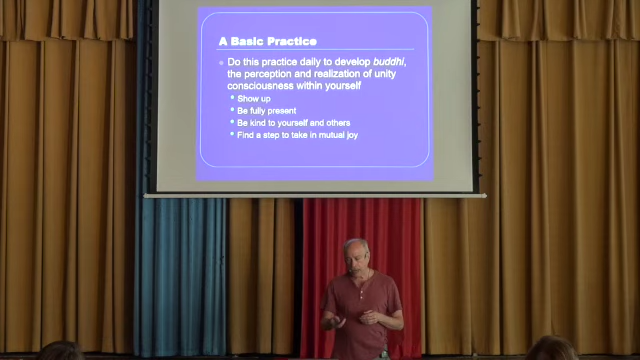 A Basic Practice
Do this practice daily to develop buddhi,
the perception and realization of unity
consciousness within yourself
Show up
Be fully present
Be kind to yourself and others
Find a step to take in mutual joy